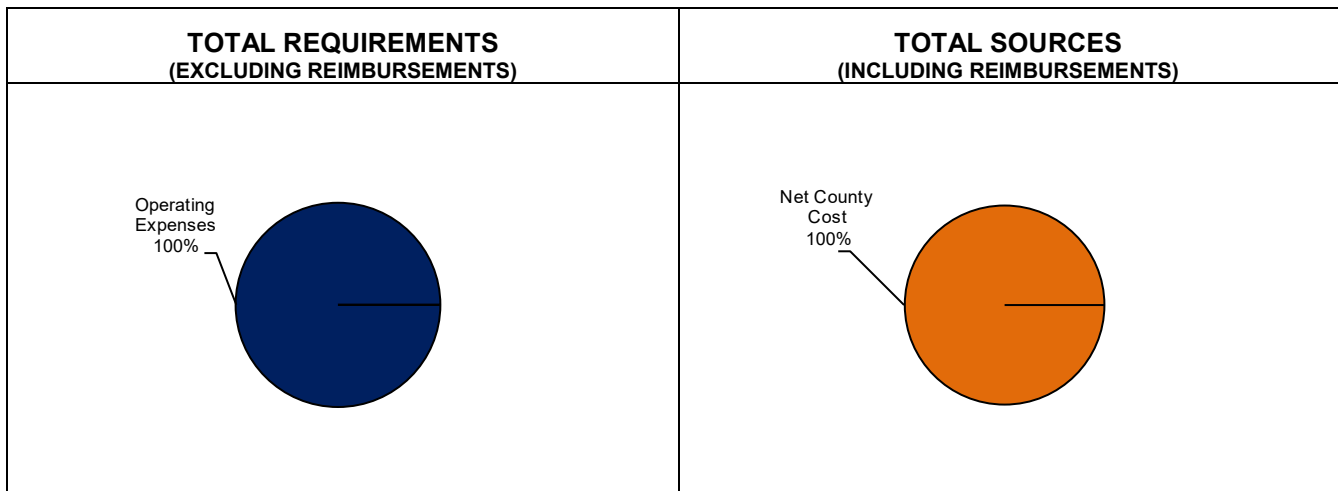 TOTAL REQUIREMENTS
(EXCLUDING REIMBURSEMENTS)
TOTAL SOURCES
(INCLUDING REIMBURSEMENTS)
Operating
Expenses
100%
Net County
Cost
100%